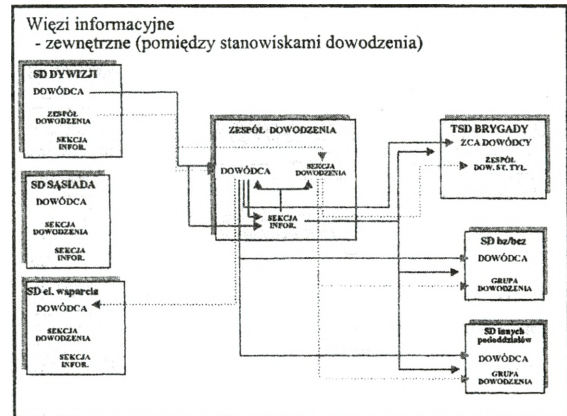 Więzi informacyjne
- zewnętrzne (pomiędzy stanowiskami dowodzenia)
SD DYWIZJI
DOWÓDCA
ZESPÓŁ
DOWODZENIA
SEKCJA
INFOR.
SD SĄSIADA
DOWÓDCA
SEKCJA
DOWODZENIA
SEKCJA
INFOR.
SD el. wsparcia
DOWÓDCA
SEKCJA
DOWODZENIA
SEKCJA
INFOR.
ZESPÓŁ DOWODZENIA
DOWÓDCA
SEKCJA
DOWODZENIA
SEKCJA
INFOR.
TSD BRYGADY
ZCA DOWÓDCY
ZESPÓŁ
DOW. ST. TYŁ.
SD bz/bcz
DOWÓDCA
GRUPA
DOWODZENIA
SD innych
pododdziałów
DOWÓDCA
GRUPA
DOWODZENIA